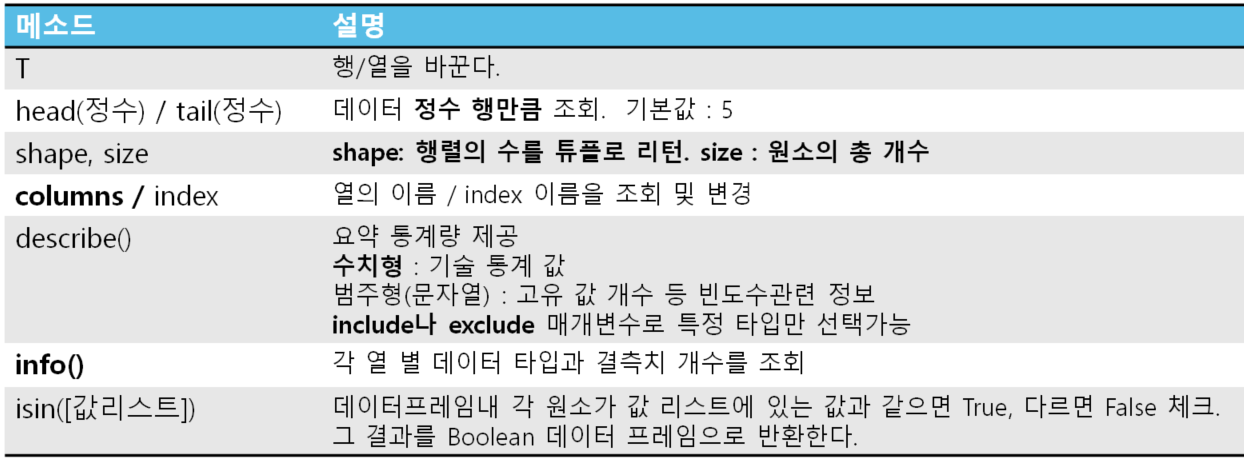 메소드 설명
T 행/열을 바꾼다.
head(정수) / tail(정수) 데이터 정수 행만큼 조회. 기본값 : 5
shape, size shape: 행렬의 수를 튜플로 리턴. size : 원소의 총 개수
columns / index 열의 이름 / index 이름을 조회 및 변경
describe() 요약 통계량 제공
수치형 : 기술 통계 값
범주형(문자열) : 고유 값 개수 등 빈도수관련 정보
include나 exclude 매개변수로 특정 타입만 선택가능
info() 각 열 별 데이터 타입과 결측치 개수를 조회
isin([값리스트]) 데이터프레임내 각 원소가 값 리스트에 있는 값과 같으면 True, 다르면 False 체크.
그 결과를 Boolean 데이터 프레임으로 반환한다.